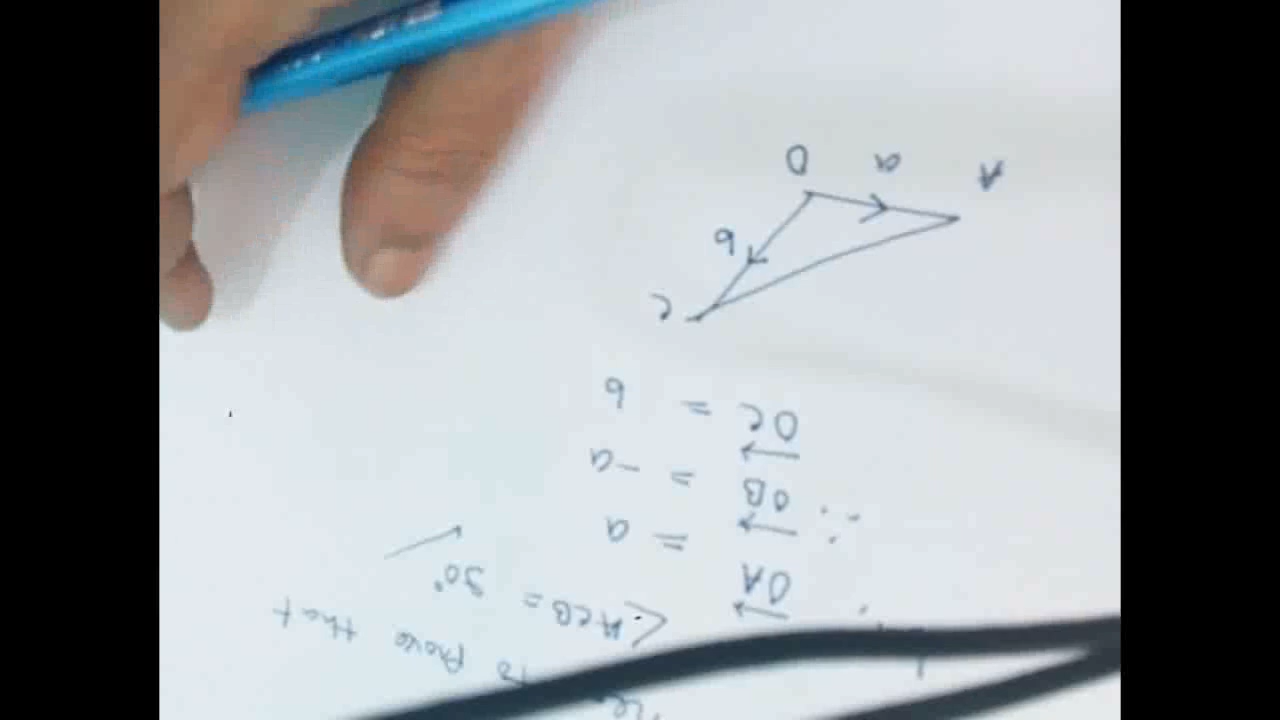 to prove that
∠ACB = 90°
OA = a
∴ OB = -a
OC = b
C
b
A a O